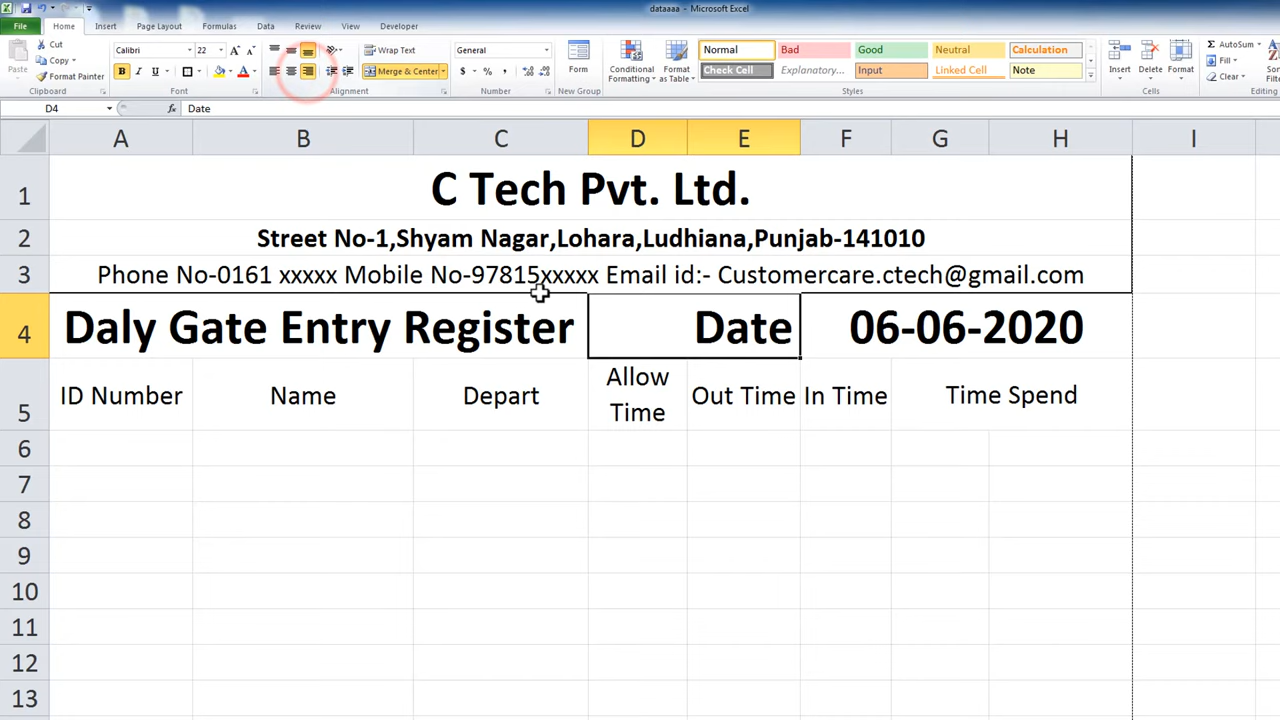 dataaaa - Microsoft Excel
File Home Insert Page Layout Formulas Data Review View Developer
Paste Cut Copy Format Painter Clipboard
Calibri 22 B I U Font
Wrap Text Merge & Center Alignment
General $ % , Number
Form New Group
Conditional Formatting Format as Table
Normal Bad Good Neutral Calculation
Check Cell Explanatory... Input Linked Cell Note
Styles
Insert Delete Format Cells
AutoSum Fill Clear Sort Filter Editing
D4 fx Date
A B C D E F G H I
1 C Tech Pvt. Ltd.
2 Street No-1,Shyam Nagar,Lohara,Ludhiana,Punjab-141010
3 Phone No-0161 xxxxx Mobile No-97815xxxxx Email id:- Customercare.ctech@gmail.com
4 Daly Gate Entry Register Date 06-06-2020
5 ID Number Name Depart Allow Time Out Time In Time Time Spend
6
7
8
9
10
11
12
13